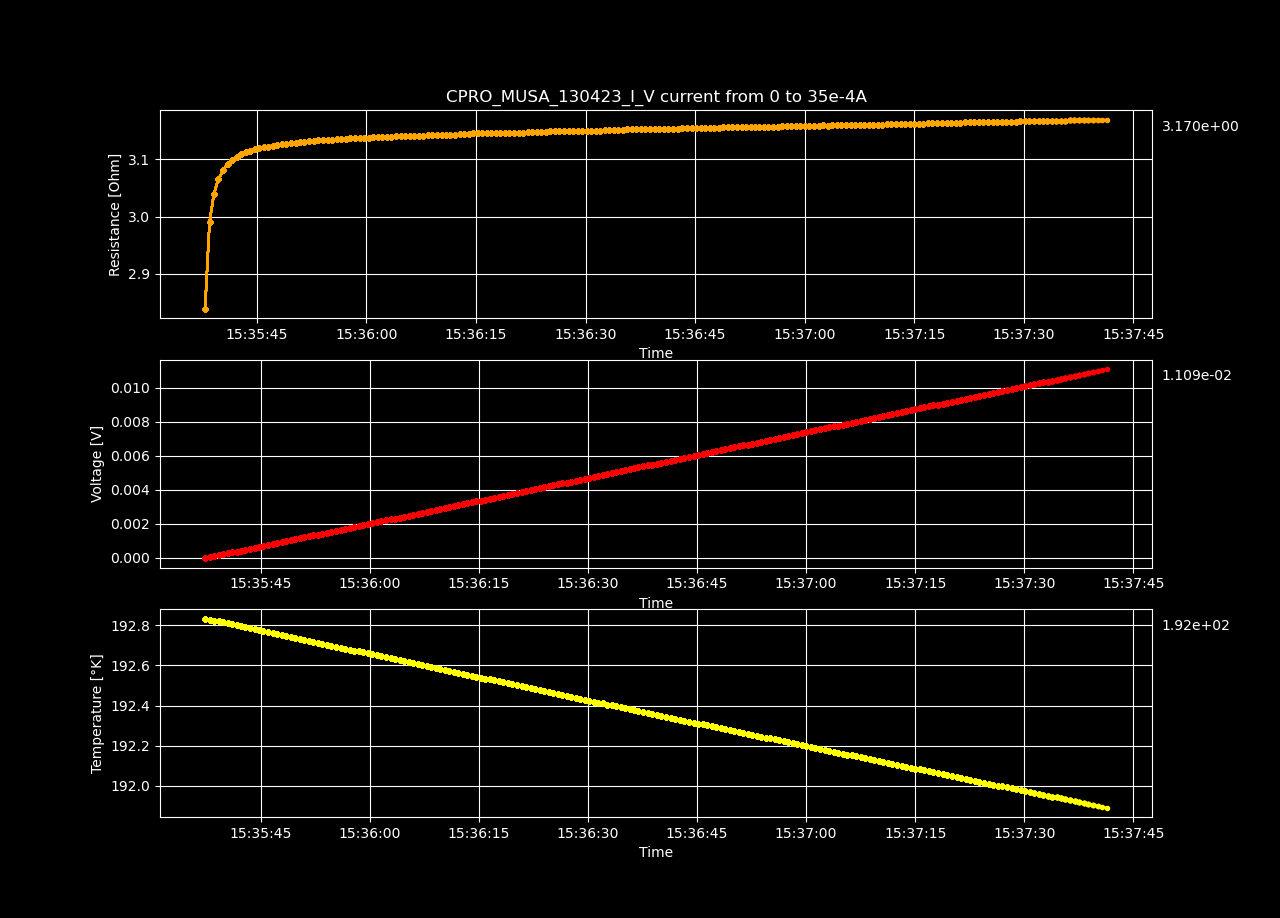 CPRO_MUSA_130423_I_V current from 0 to 35e-4A
3.170e+00
Resistance [Ohm]
3.1
3.0
2.9
15:35:45 15:36:00 15:36:15 15:36:30 15:36:45 15:37:00 15:37:15 15:37:30 15:37:45
Time
1.109e-02
Voltage [V]
0.010
0.008
0.006
0.004
0.002
0.000
15:35:45 15:36:00 15:36:15 15:36:30 15:36:45 15:37:00 15:37:15 15:37:30 15:37:45
Time
1.92e+02
Temperature [°K]
192.8
192.6
192.4
192.2
192.0
15:35:45 15:36:00 15:36:15 15:36:30 15:36:45 15:37:00 15:37:15 15:37:30 15:37:45
Time